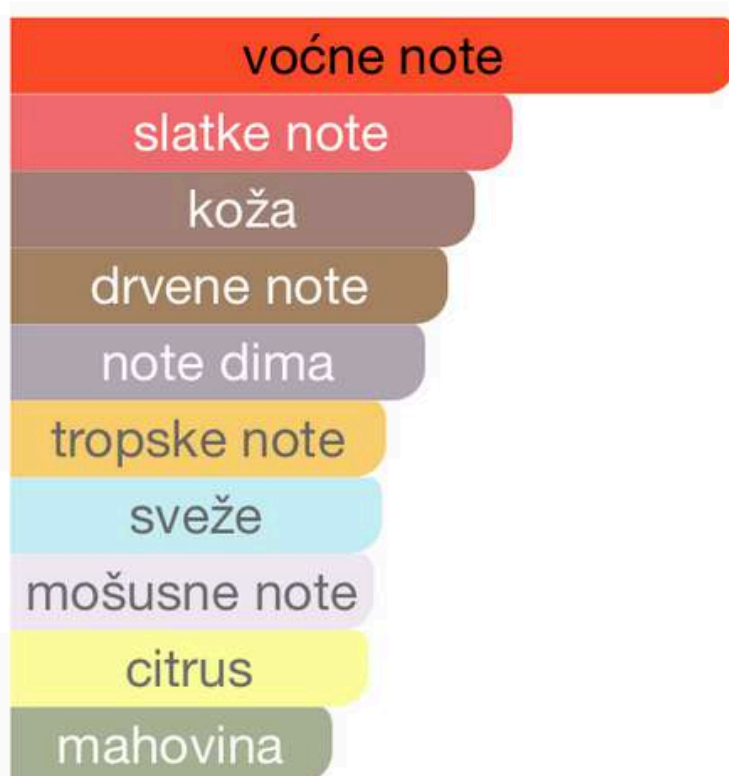 voćne note
slatke note
koža
drvene note
note dima
tropske note
sveže
mošusne note
citrus
mahovina